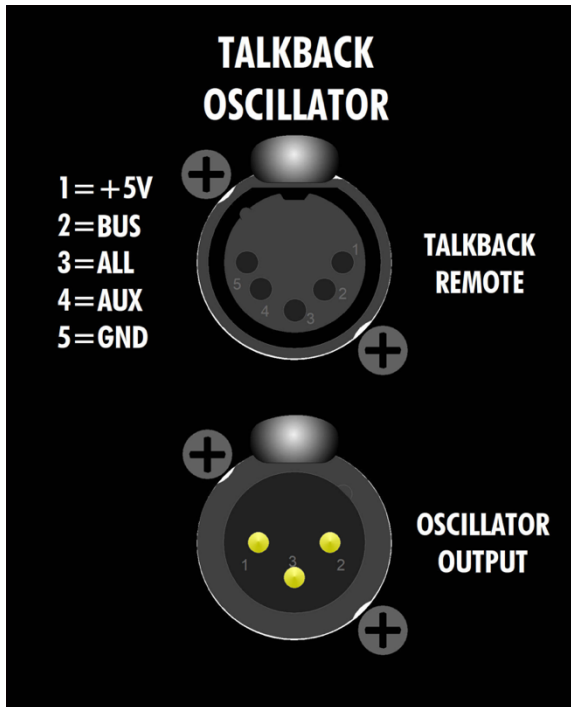 TALKBACK
OSCILLATOR
1=+5V
2=BUS
3=ALL
4=AUX
5=GND
1
2
3
4
5
TALKBACK
REMOTE
1
3
2
OSCILLATOR
OUTPUT